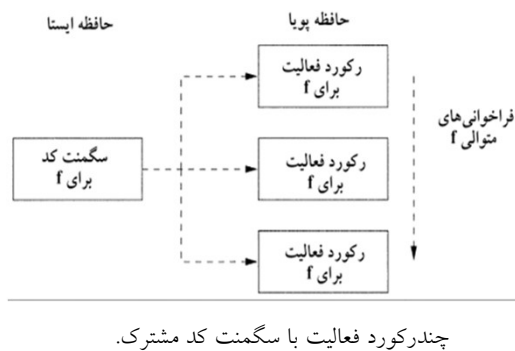 حافظه ایستا
حافظه پویا
رکورد فعالیت
برای f
فراخوانی‌های
متوالی f
سگمنت کد
برای f
رکورد فعالیت
برای f
رکورد فعالیت
برای f
چندرکورد فعالیت با سگمنت کد مشترک.